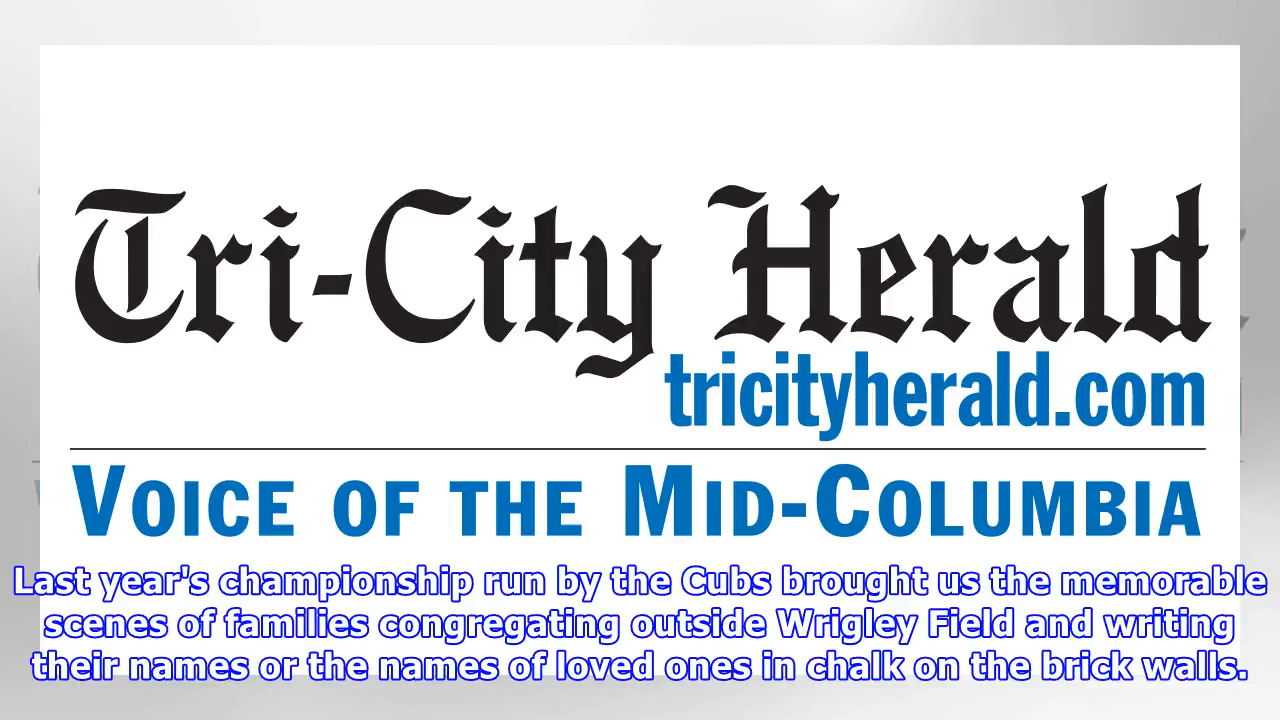 Tri-City Herald
tricityherald.com
VOICE OF THE MID-COLUMBIA
Last year's championship run by the Cubs brought us the memorable
scenes of families congregating outside Wrigley Field and writing
their names or the names of loved ones in chalk on the brick walls.